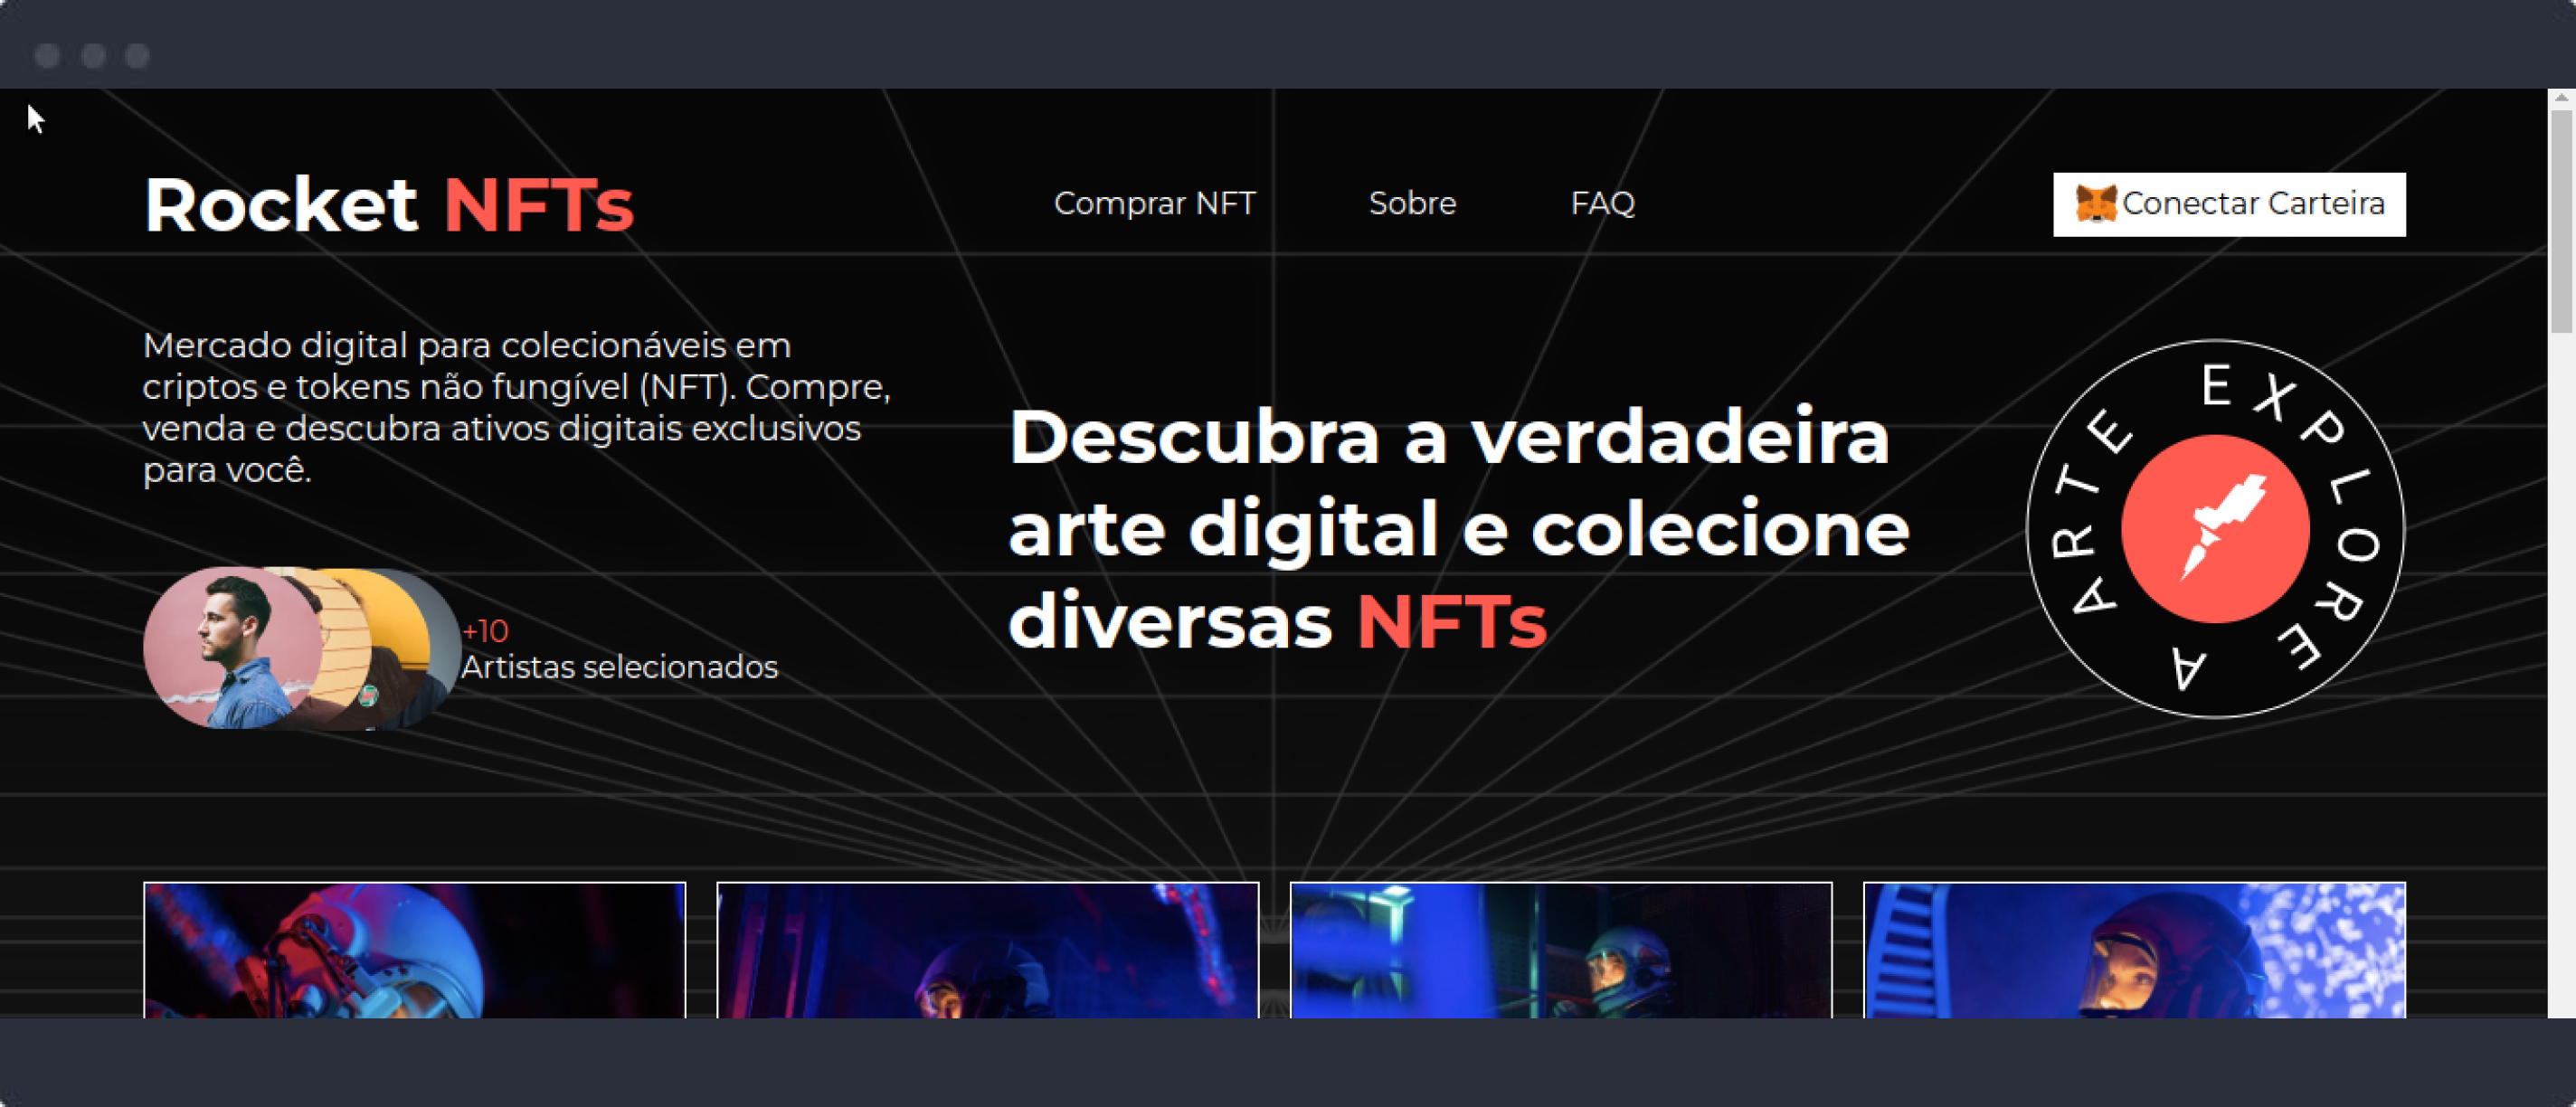 Rocket NFTs
Comprar NFT
Sobre
FAQ
Conectar Carteira
Mercado digital para colecionáveis em
criptos e tokens não fungível (NFT). Compre,
venda e descubra ativos digitais exclusivos
para você.
+10
Artistas selecionados
Descubra a verdadeira
arte digital e colecione
diversas NFTs
EXPLORE A ARTE